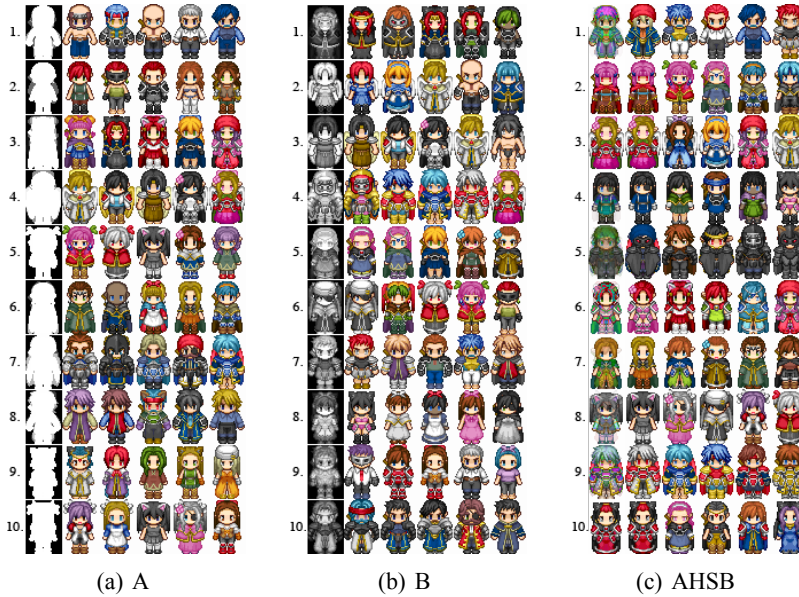 1. 1. 1.
2. 2. 2.
3. 3. 3.
4. 4. 4.
5. 5. 5.
6. 6. 6.
7. 7. 7.
8. 8. 8.
9. 9. 9.
10. 10. 10.
(a) A (b) B (c) AHSB